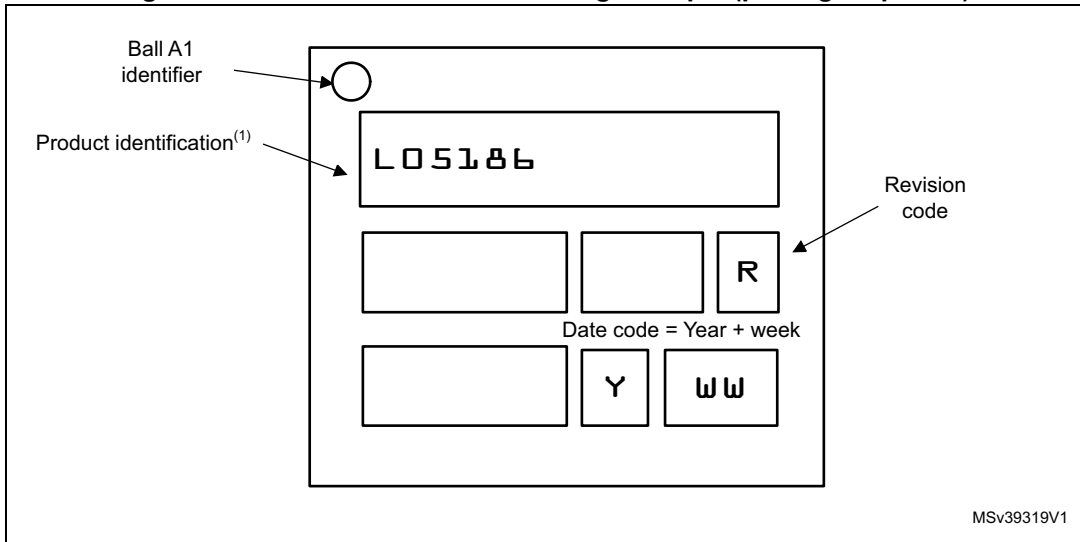 Ball A1
identifier
Product identification(1)
L05186
Revision
code
R
Date code = Year + week
Y
WW
MSv39319V1